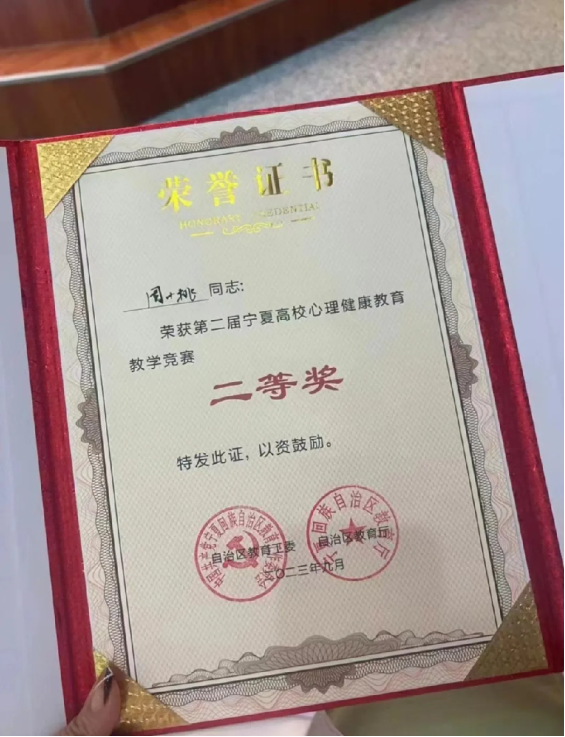 荣誉证书
同志:
荣获第二届宁夏高校心理健康教育
教学竞赛
二等奖
特发此证，以资鼓励。
自治区教育工委 自治区教育厅
二〇二三年九月